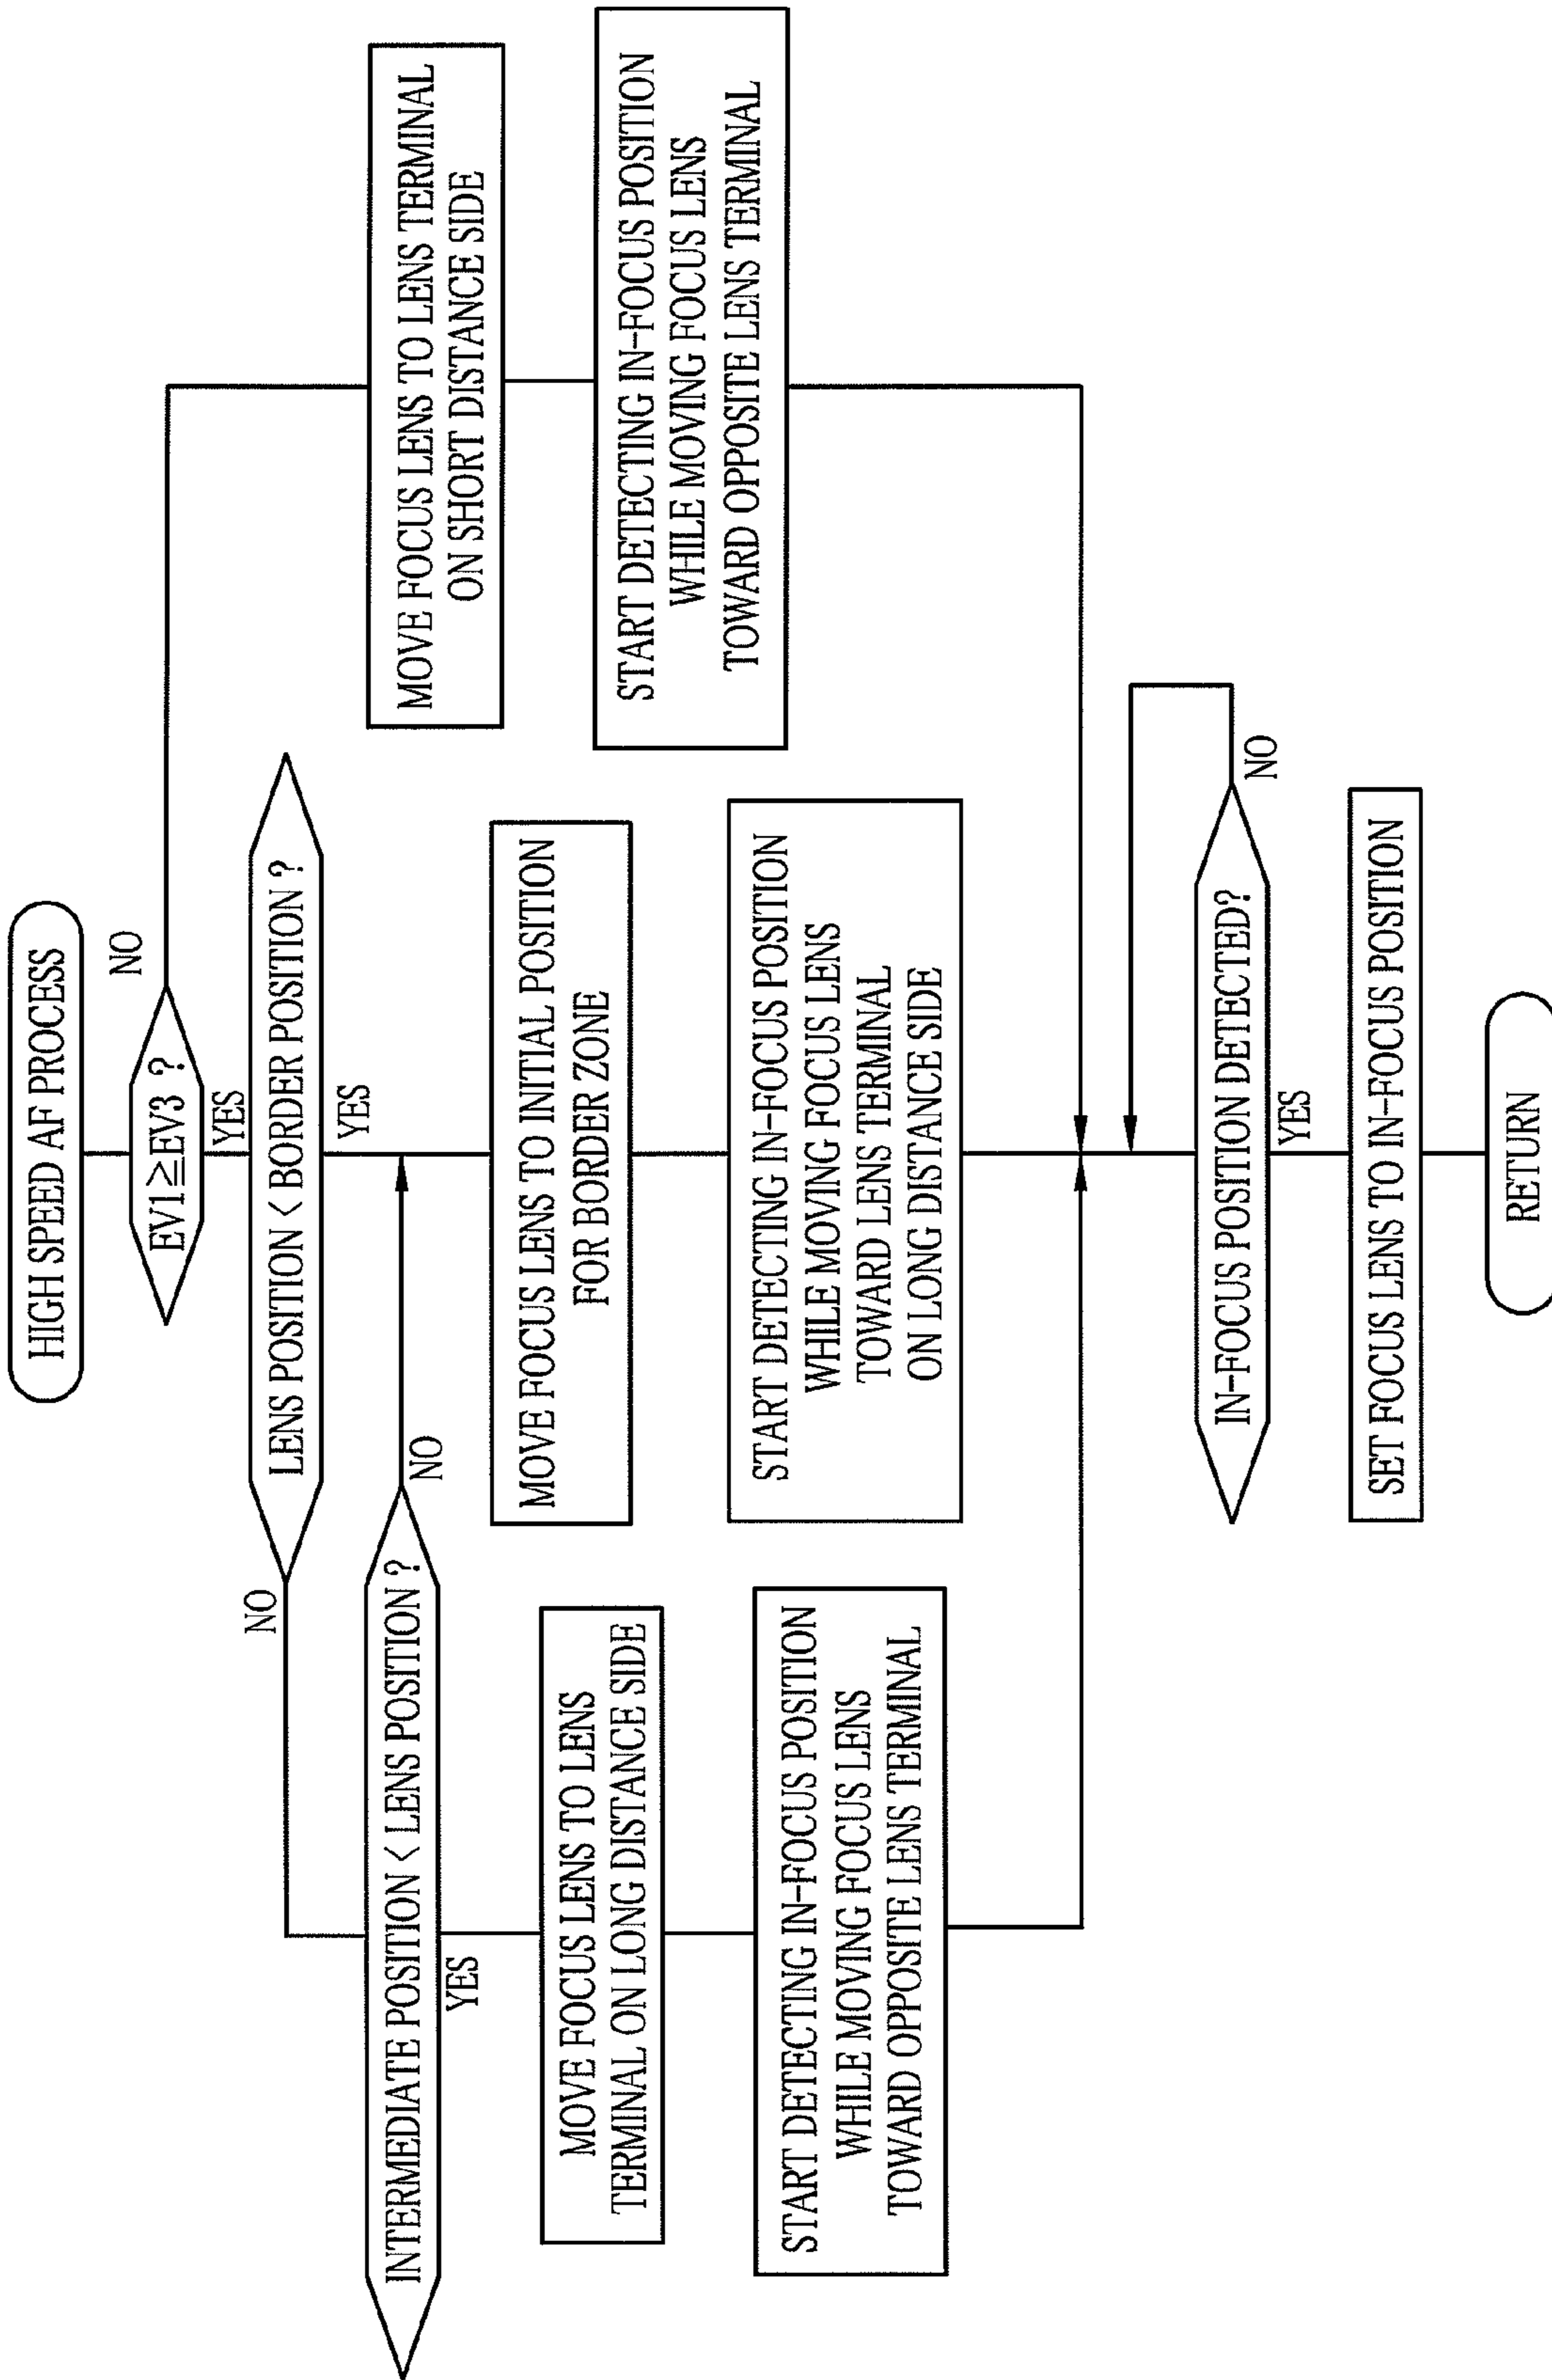 HIGH SPEED AF PROCESS
EV1≧EV3 ?
NO
YES
LENS POSITION < BORDER POSITION ?
NO
YES
INTERMEDIATE POSITION < LENS POSITION ?
NO
YES
MOVE FOCUS LENS TO LENS
TERMINAL ON LONG DISTANCE SIDE
START DETECTING IN-FOCUS POSITION
WHILE MOVING FOCUS LENS
TOWARD OPPOSITE LENS TERMINAL
MOVE FOCUS LENS TO INITIAL POSITION
FOR BORDER ZONE
START DETECTING IN-FOCUS POSITION
WHILE MOVING FOCUS LENS
TOWARD LENS TERMINAL
ON LONG DISTANCE SIDE
MOVE FOCUS LENS TO LENS TERMINAL
ON SHORT DISTANCE SIDE
START DETECTING IN-FOCUS POSITION
WHILE MOVING FOCUS LENS
TOWARD OPPOSITE LENS TERMINAL
IN-FOCUS POSITION DETECTED?
NO
YES
SET FOCUS LENS TO IN-FOCUS POSITION
RETURN